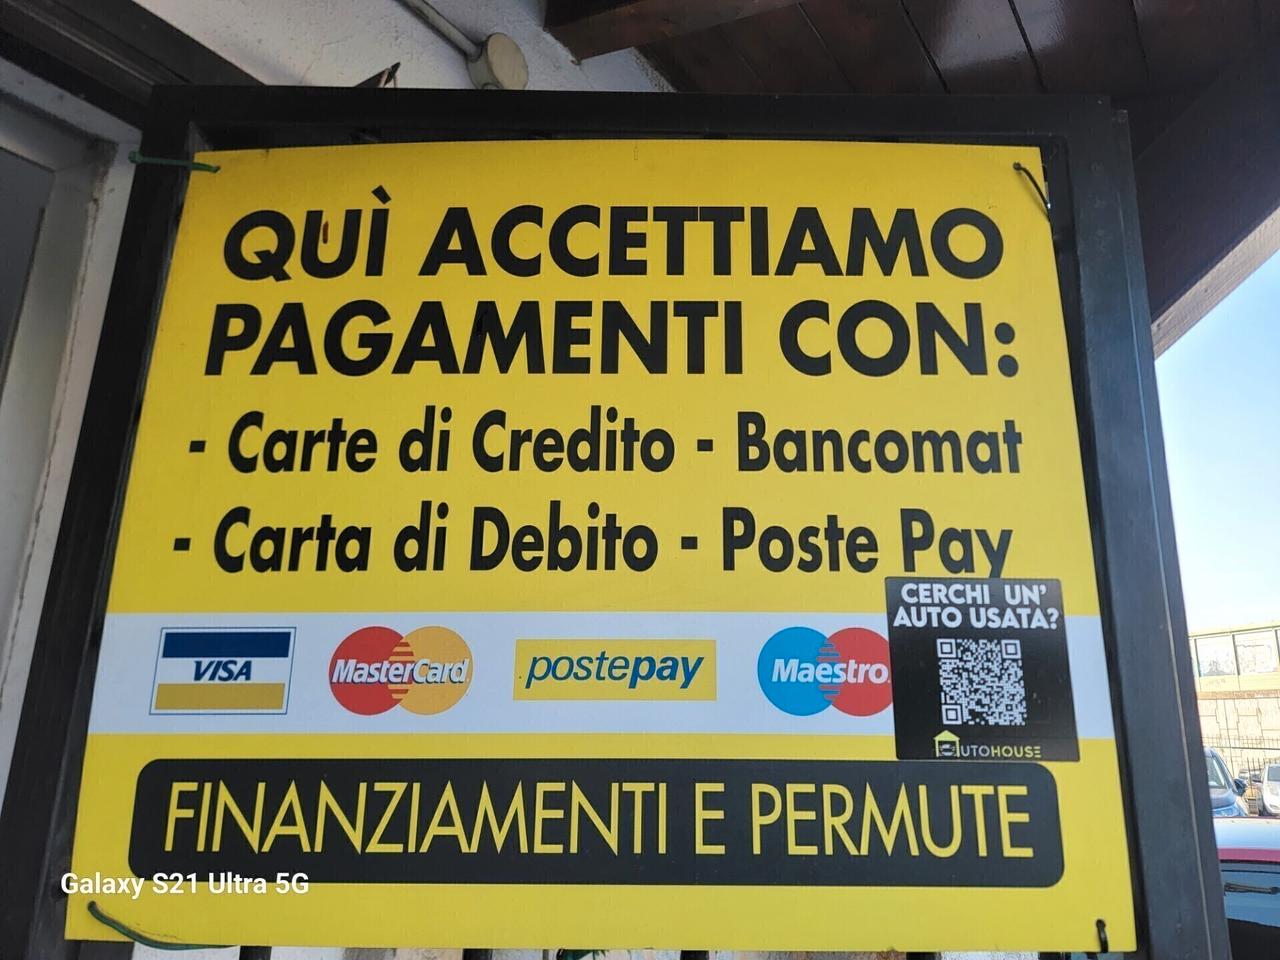 QUÌ ACCETTIAMO
PAGAMENTI CON:
- Carte di Credito - Bancomat
- Carta di Debito - Poste Pay
VISA MasterCard postepay Maestro
CERCHI UN'
AUTO USATA?
AUTOHOUSE
FINANZIAMENTI E PERMUTE
Galaxy S21 Ultra 5G